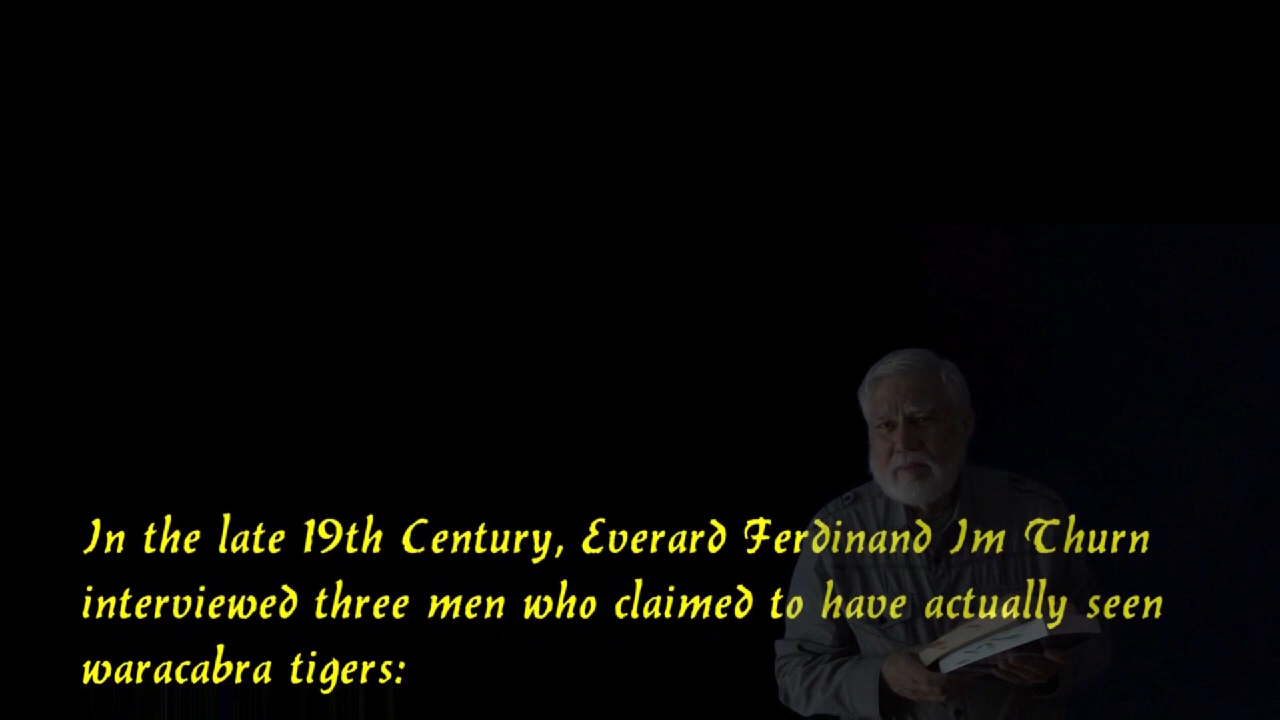 In the late 19th Century, Everard Ferdinand Im Thurn
interviewed three men who claimed to have actually seen
waracabra tigers: